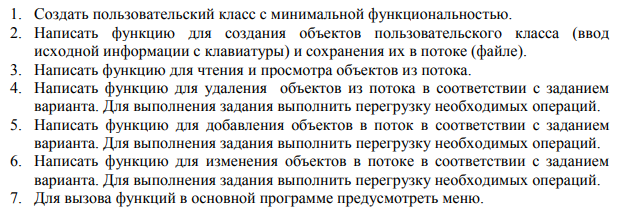 1. Создать пользовательский класс с минимальной функциональностью.
2. Написать функцию для создания объектов пользовательского класса (ввод
исходной информации с клавиатуры) и сохранения их в потоке (файле).
3. Написать функцию для чтения и просмотра объектов из потока.
4. Написать функцию для удаления объектов из потока в соответствии с заданием
варианта. Для выполнения задания выполнить перегрузку необходимых операций.
5. Написать функцию для добавления объектов в поток в соответствии с заданием
варианта. Для выполнения задания выполнить перегрузку необходимых операций.
6. Написать функцию для изменения объектов в потоке в соответствии с заданием
варианта. Для выполнения задания выполнить перегрузку необходимых операций.
7. Для вызова функций в основной программе предусмотреть меню.